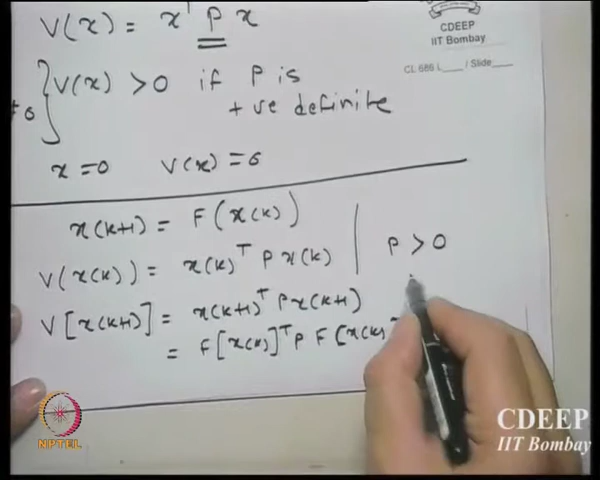 V(x) = xᵀ P x
CDEEP
IIT Bombay
CL 686 L___ / Slide___
V(x) > 0 if P is
+ve definite
x = 0 V(x) = 0
x(k+1) = F(x(k))
V(x(k)) = x(k)ᵀ P x(k) P > 0
V[x(k+1)] = x(k+1)ᵀ P x(k+1)
= F[x(k)]ᵀ P F[x(k)
NPTEL
CDEEP
IIT Bombay